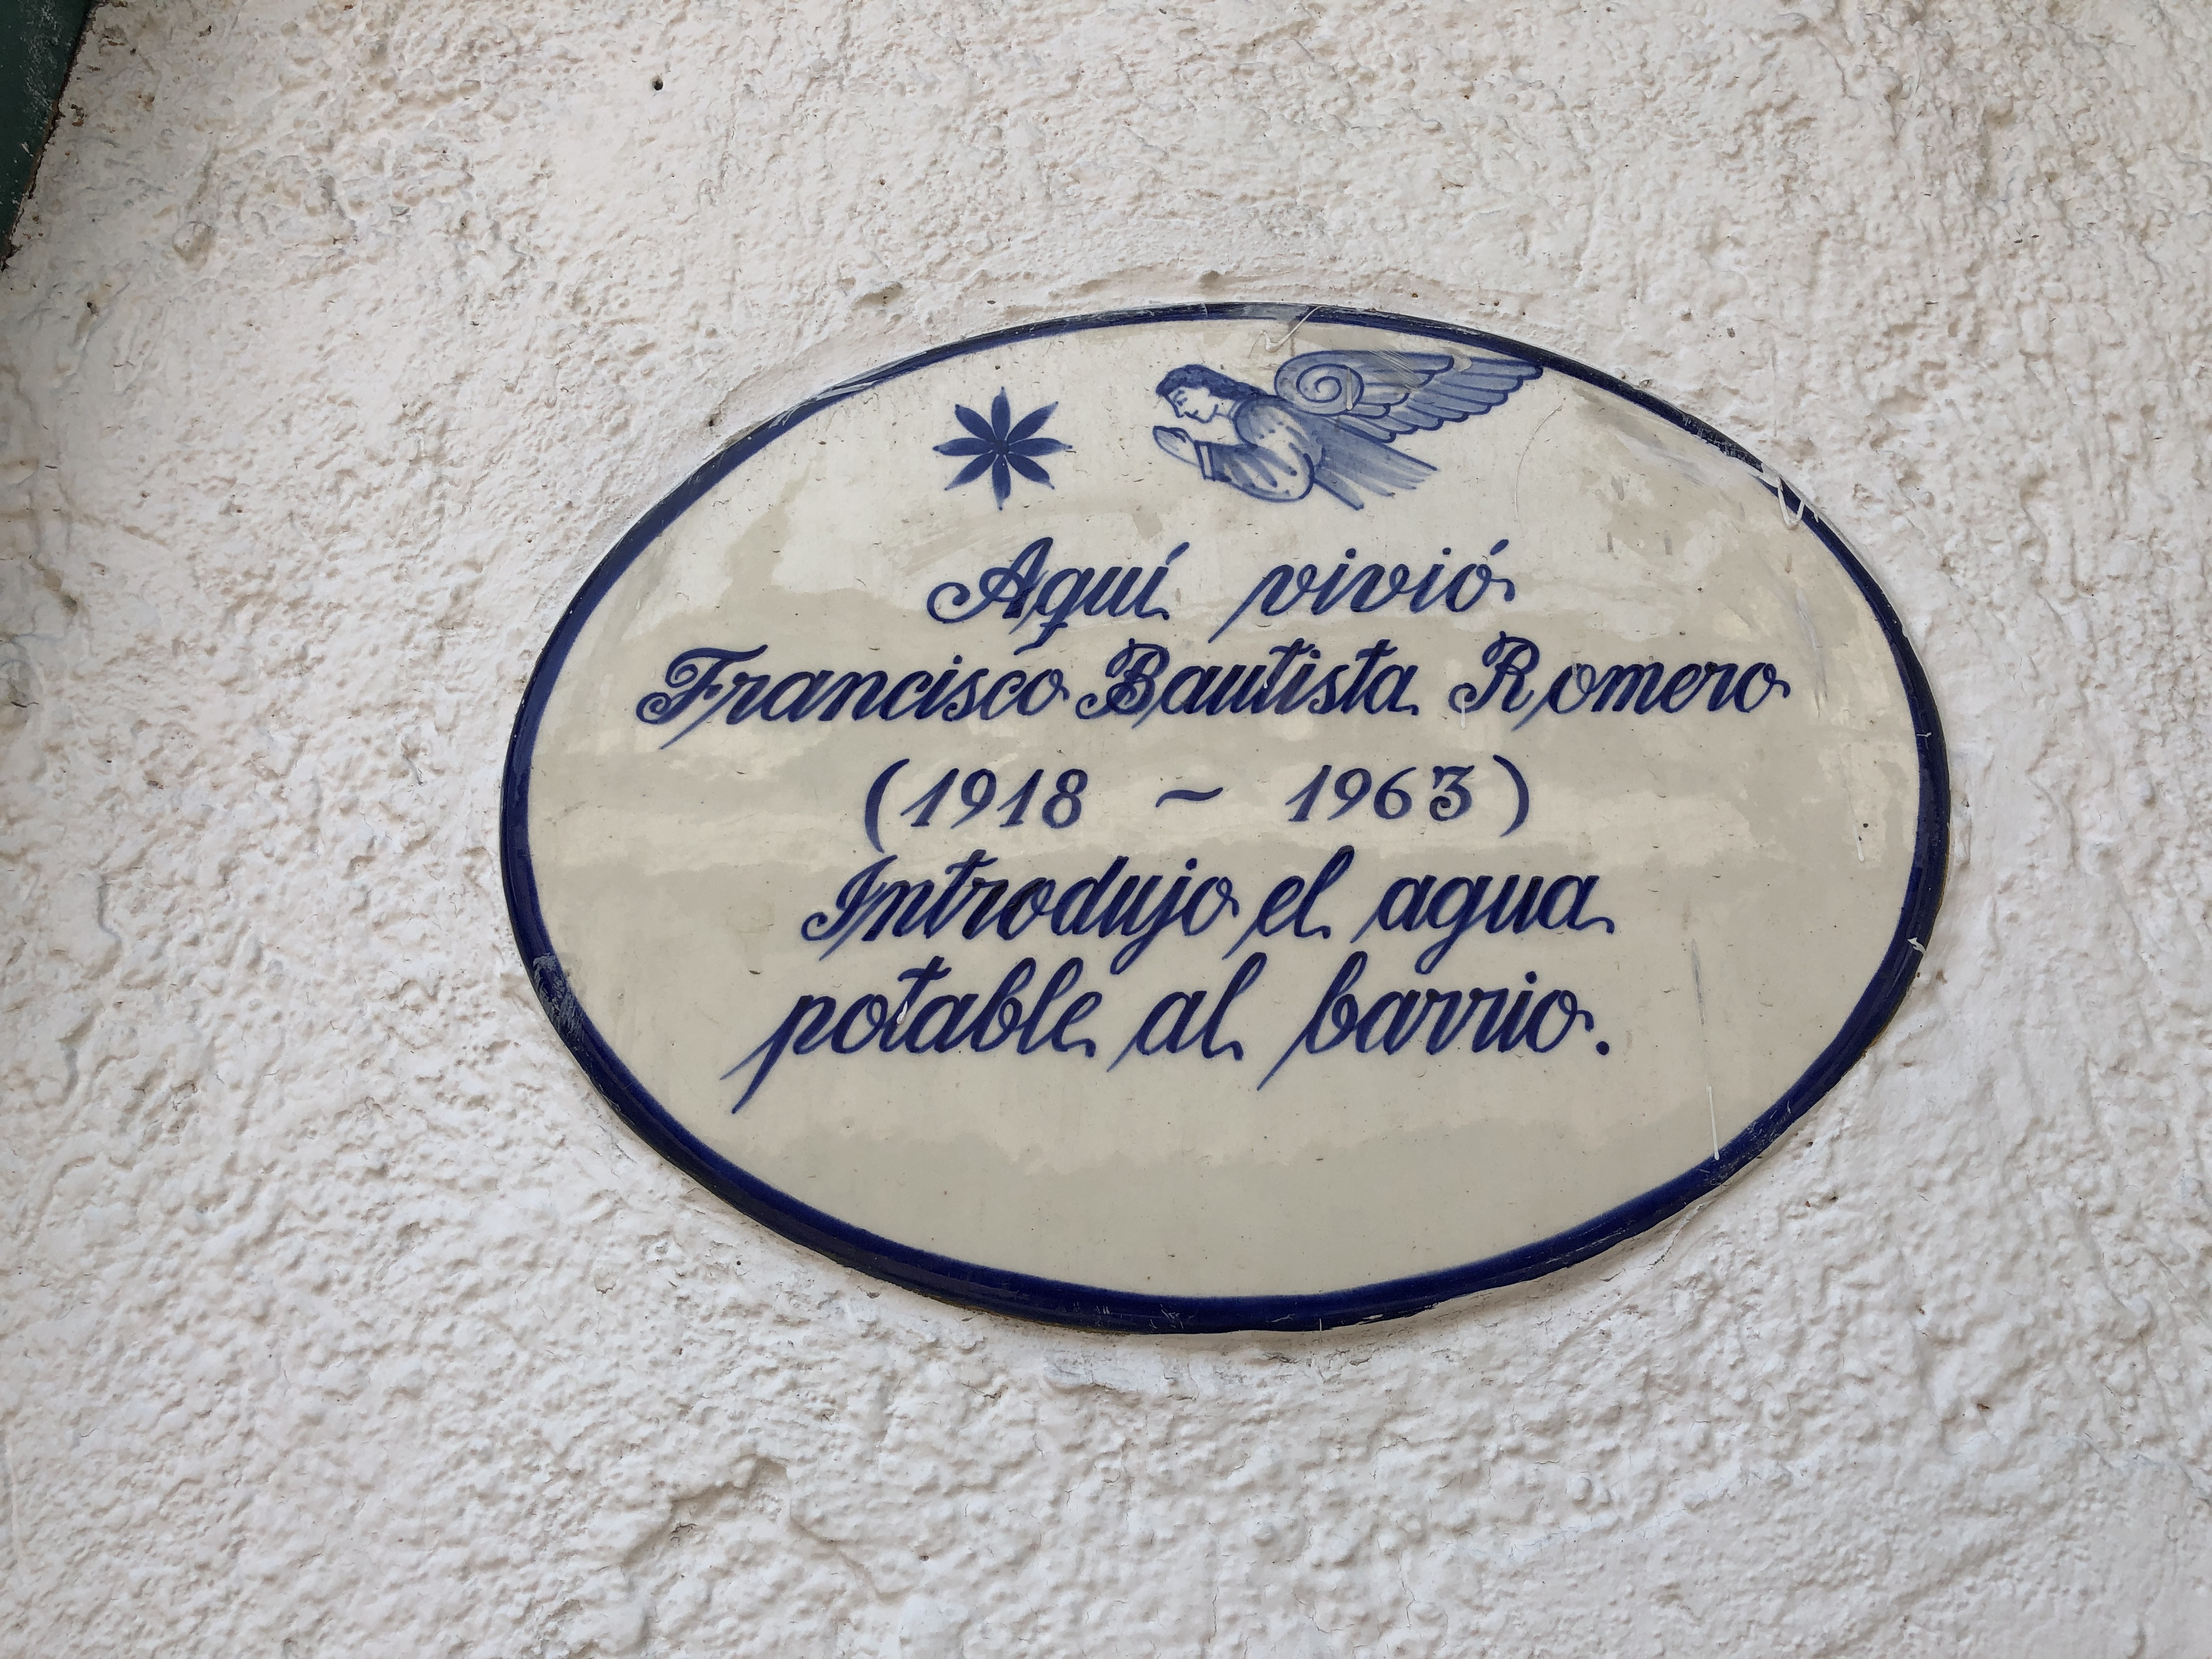 Aquí vivió
Francisco Bautista Romero
(1918 ~ 1963)
Introdujo el agua
potable al barrio.